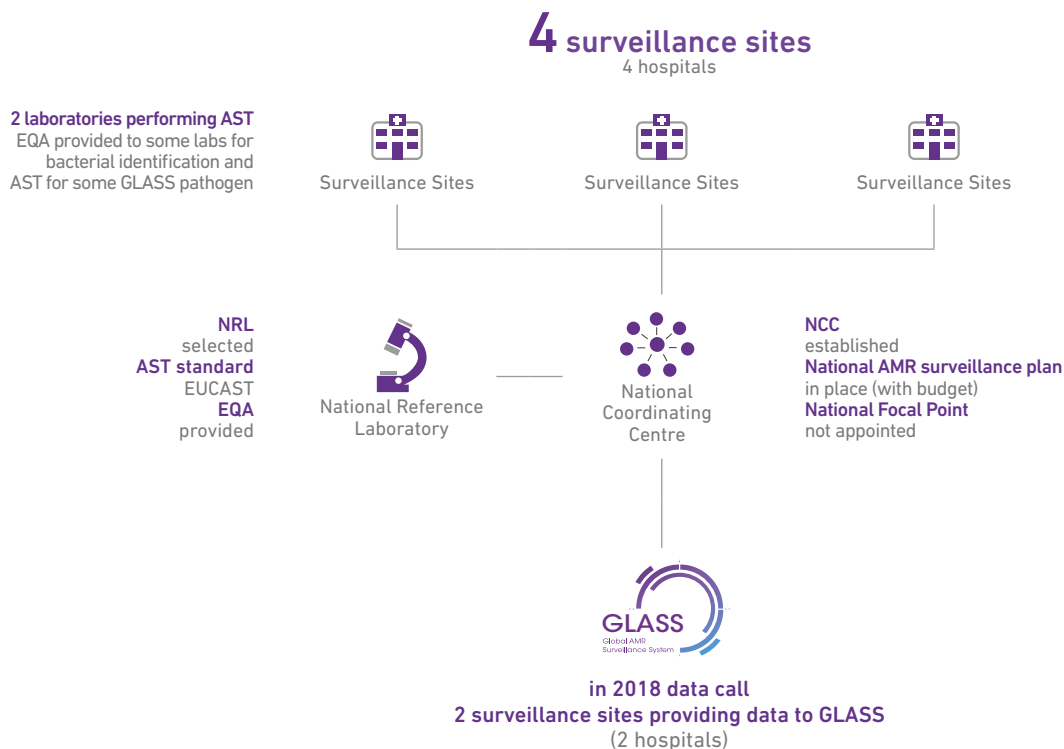 4 surveillance sites
4 hospitals
2 laboratories performing AST
EQA provided to some labs for
bacterial identification and
AST for some GLASS pathogen
Surveillance Sites
Surveillance Sites
Surveillance Sites
NRL
selected
AST standard
EUCAST
EQA
provided
National Reference
Laboratory
National
Coordinating
Centre
NCC
established
National AMR surveillance plan
in place (with budget)
National Focal Point
not appointed
GLASS
Global AMR
Surveillance System
in 2018 data call
2 surveillance sites providing data to GLASS
(2 hospitals)